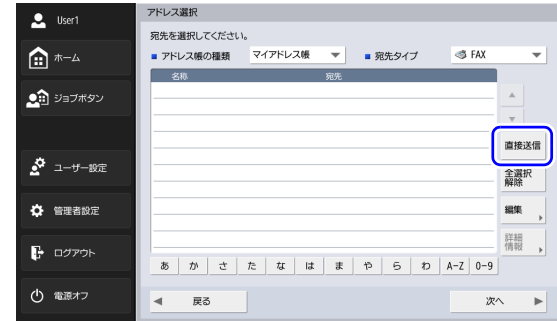 User1
ホーム
ジョブボタン
ユーザー設定
管理者設定
ログアウト
電源オフ
アドレス選択
宛先を選択してください。
アドレス帳の種類 マイアドレス帳 宛先タイプ FAX
名称 宛先
直接送信
全選択
解除
編集
詳細
情報
あ か さ た な は ま や ら わ A-Z 0-9
戻る 次へ